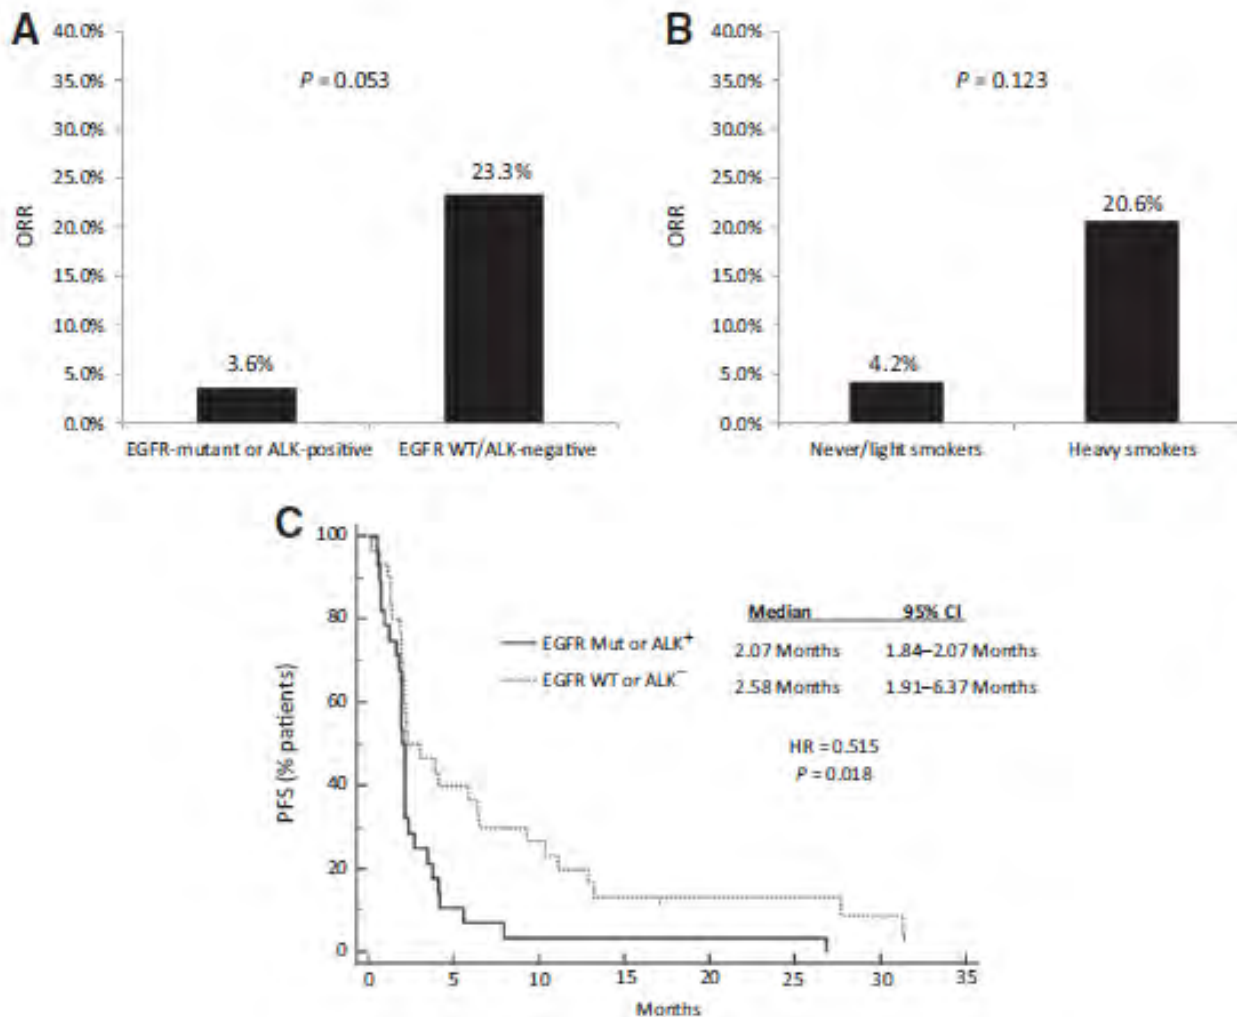 A
40.0%
35.0%
30.0%
25.0%
20.0%
15.0%
10.0%
5.0%
0.0%
ORR
P = 0.053
3.6%
23.3%
EGFR-mutant or ALK-positive
EGFR WT/ALK-negative
B
40.0%
35.0%
30.0%
25.0%
20.0%
15.0%
10.0%
5.0%
0.0%
ORR
P = 0.123
4.2%
20.6%
Never/light smokers
Heavy smokers
C
100
80
60
40
20
0
PFS (% patients)
Median 95% CI
EGFR Mut or ALK+ 2.07 Months 1.84–2.07 Months
EGFR WT or ALK− 2.58 Months 1.91–6.37 Months
HR = 0.515
P = 0.018
0 5 10 15 20 25 30 35
Months